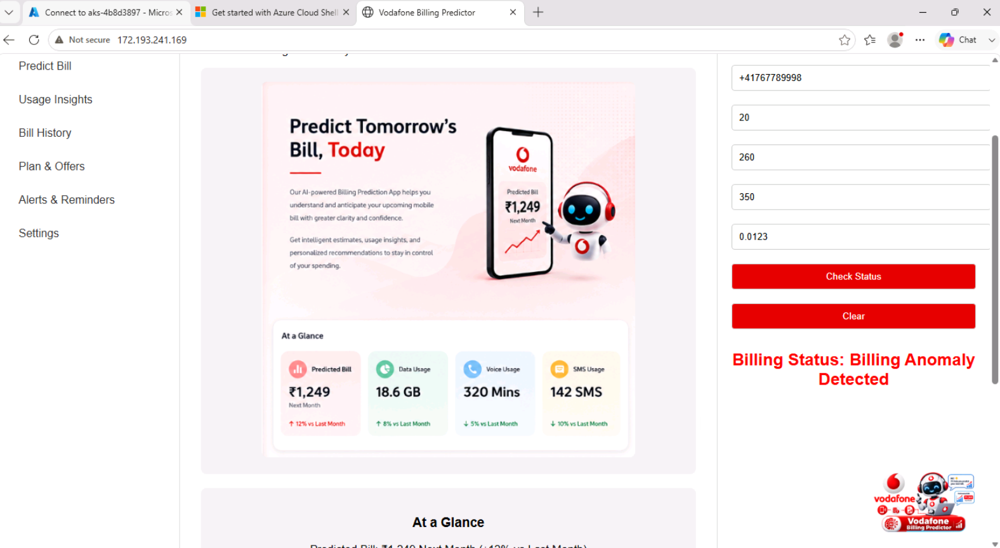 Connect to aks-4b8d3897 - Micros
Get started with Azure Cloud Shell
Vodafone Billing Predictor
Not secure
172.193.241.169
Chat
Predict Bill
Usage Insights
Bill History
Plan & Offers
Alerts & Reminders
Settings
Predict Tomorrow's
Bill, Today
Our AI-powered Billing Prediction App helps you
understand and anticipate your upcoming mobile
bill with greater clarity and confidence.
Get intelligent estimates, usage insights, and
personalized recommendations to stay in control
of your spending.
vodafone
Predicted Bill
₹1,249
Next Month
At a Glance
Predicted Bill
₹1,249
Next Month
↑ 12% vs Last Month
Data Usage
18.6 GB
↑ 8% vs Last Month
Voice Usage
320 Mins
↓ 5% vs Last Month
SMS Usage
142 SMS
↓ 10% vs Last Month
At a Glance
Predicted Bill: ₹1,249 Next Month (+12% vs Last Month)
+41767789998
20
260
350
0.0123
Check Status
Clear
Billing Status: Billing Anomaly
Detected
vodafone
Vodafone
Billing Predictor